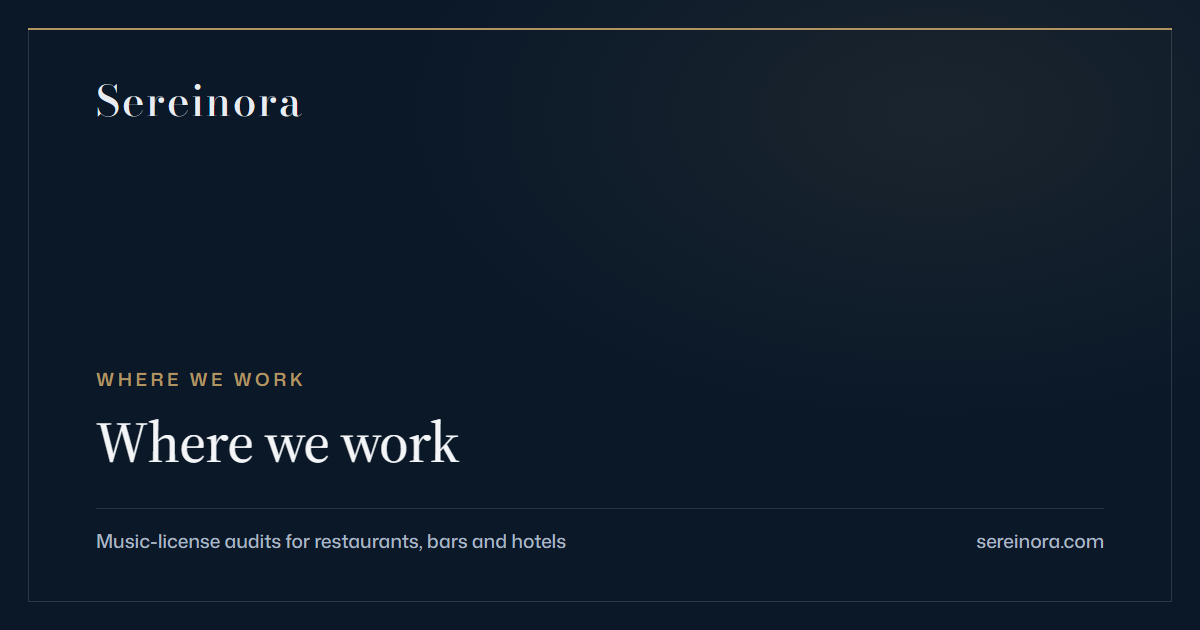 Sereinora
WHERE WE WORK
Where we work
Music-license audits for restaurants, bars and hotels
sereinora.com